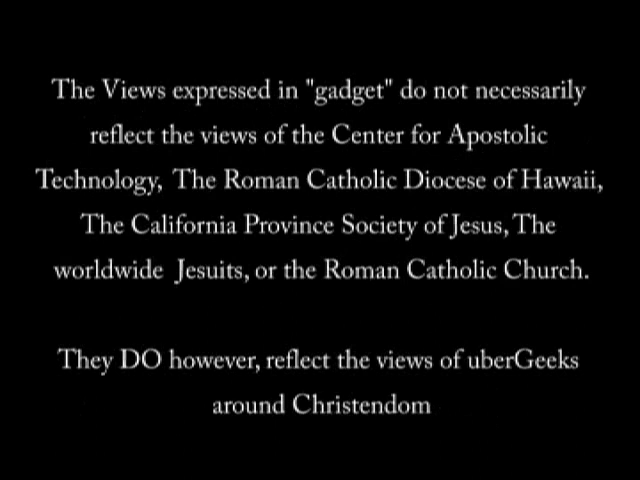 The Views expressed in "gadget" do not necessarily
reflect the views of the Center for Apostolic
Technology, The Roman Catholic Diocese of Hawaii,
The California Province Society of Jesus, The
worldwide Jesuits, or the Roman Catholic Church.
They DO however, reflect the views of uberGeeks
around Christendom